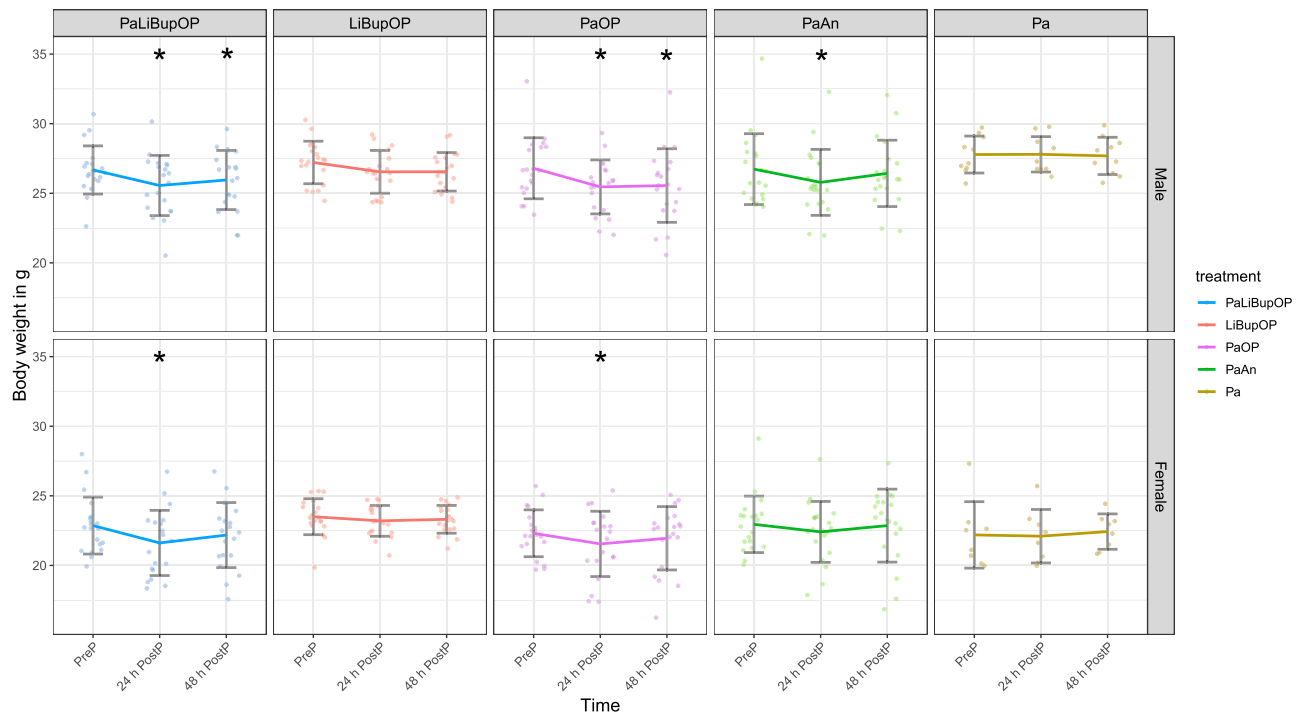 PaLiBupOP LiBupOP PaOP PaAn Pa
Body weight in g
35
30
25
20
* * * * *
Male
35
30
25
20
* *
Female
PreP 24 h PostP 48 h PostP PreP 24 h PostP 48 h PostP PreP 24 h PostP 48 h PostP PreP 24 h PostP 48 h PostP PreP 24 h PostP 48 h PostP
Time
treatment
PaLiBupOP
LiBupOP
PaOP
PaAn
Pa